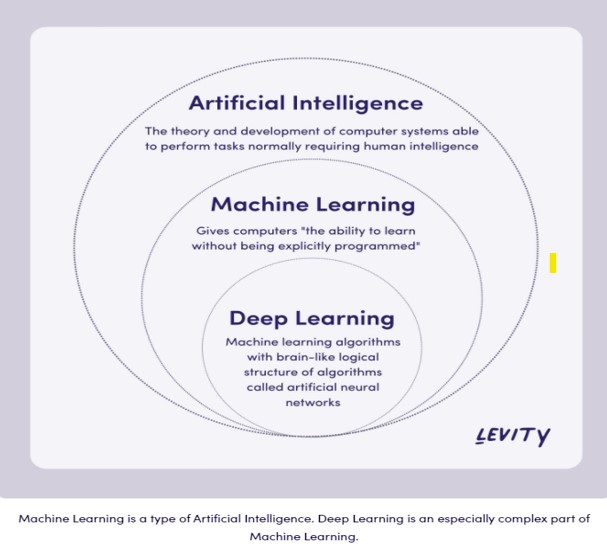 Artificial Intelligence
The theory and development of computer systems able
to perform tasks normally requiring human intelligence
Machine Learning
Gives computers "the ability to learn
without being explicitly programmed"
Deep Learning
Machine learning algorithms
with brain-like logical
structure of algorithms
called artificial neural
networks
LEVITY
Machine Learning is a type of Artificial Intelligence. Deep Learning is an especially complex part of
Machine Learning.